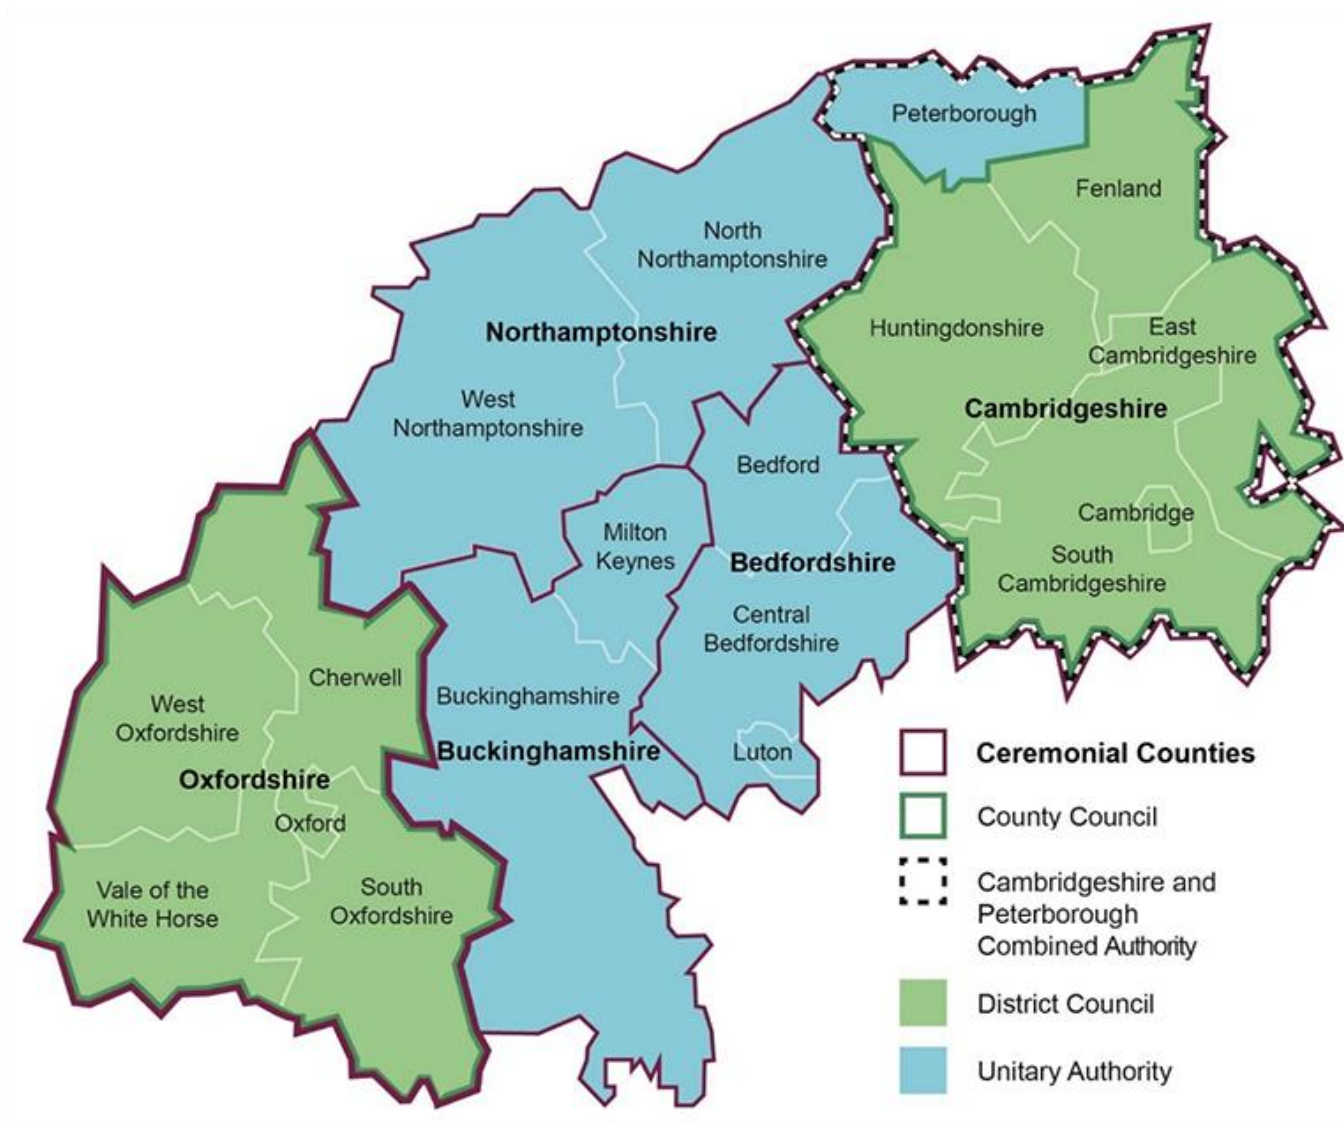 Peterborough
Fenland
North
Northamptonshire
Northamptonshire
Huntingdonshire
East
Cambridgeshire
West
Northamptonshire
Cambridgeshire
Bedford
Milton
Keynes
Cambridge
Bedfordshire
South
Cambridgeshire
Central
Bedfordshire
Cherwell
West
Oxfordshire
Buckinghamshire
Buckinghamshire
Luton
Oxfordshire
Oxford
Vale of the
White Horse
South
Oxfordshire
Ceremonial Counties
County Council
Cambridgeshire and
Peterborough
Combined Authority
District Council
Unitary Authority